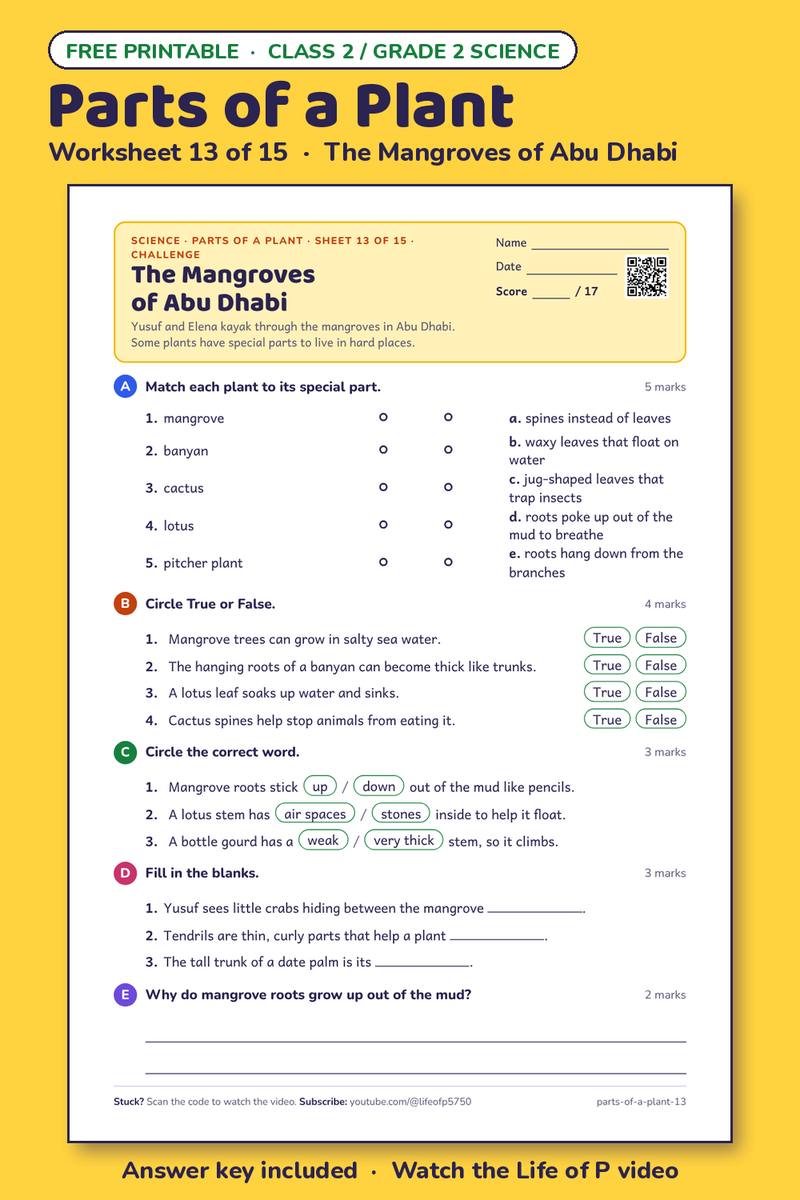 FREE PRINTABLE · CLASS 2 / GRADE 2 SCIENCE
Parts of a Plant
Worksheet 13 of 15 · The Mangroves of Abu Dhabi
SCIENCE · PARTS OF A PLANT · SHEET 13 OF 15 ·
CHALLENGE
The Mangroves
of Abu Dhabi
Yusuf and Elena kayak through the mangroves in Abu Dhabi.
Some plants have special parts to live in hard places.
Name ____
Date ____
Score ____ / 17
A Match each plant to its special part. 5 marks
1. mangrove a. spines instead of leaves
2. banyan b. waxy leaves that float on
water
3. cactus c. jug-shaped leaves that
trap insects
4. lotus d. roots poke up out of the
mud to breathe
5. pitcher plant e. roots hang down from the
branches
B Circle True or False. 4 marks
1. Mangrove trees can grow in salty sea water. True False
2. The hanging roots of a banyan can become thick like trunks. True False
3. A lotus leaf soaks up water and sinks. True False
4. Cactus spines help stop animals from eating it. True False
C Circle the correct word. 3 marks
1. Mangrove roots stick up / down out of the mud like pencils.
2. A lotus stem has air spaces / stones inside to help it float.
3. A bottle gourd has a weak / very thick stem, so it climbs.
D Fill in the blanks. 3 marks
1. Yusuf sees little crabs hiding between the mangrove ____.
2. Tendrils are thin, curly parts that help a plant ____.
3. The tall trunk of a date palm is its ____.
E Why do mangrove roots grow up out of the mud? 2 marks
Stuck? Scan the code to watch the video. Subscribe: youtube.com/@lifeofp5750 parts-of-a-plant-13
Answer key included · Watch the Life of P video